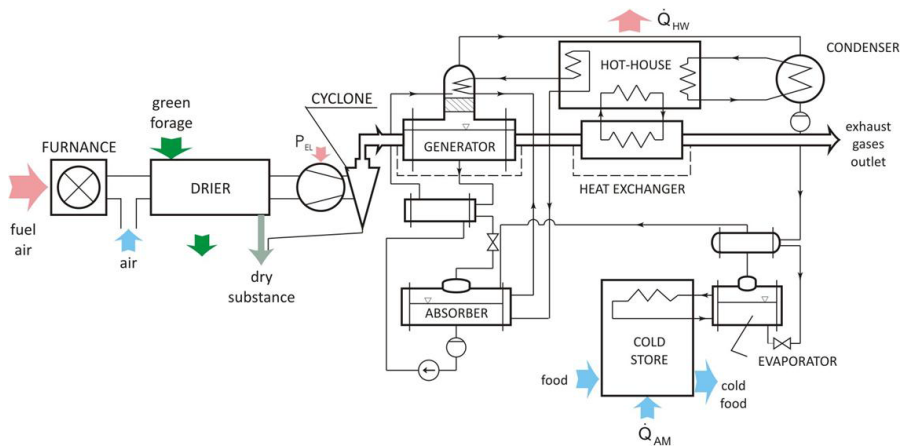 Q̇HW
CONDENSER
HOT-HOUSE
CYCLONE
green
forage
PEL
FURNANCE
GENERATOR
exhaust
gases
outlet
DRIER
HEAT EXCHANGER
fuel
air
air
dry
substance
ABSORBER
COLD
STORE
EVAPORATOR
food
cold
food
Q̇AM